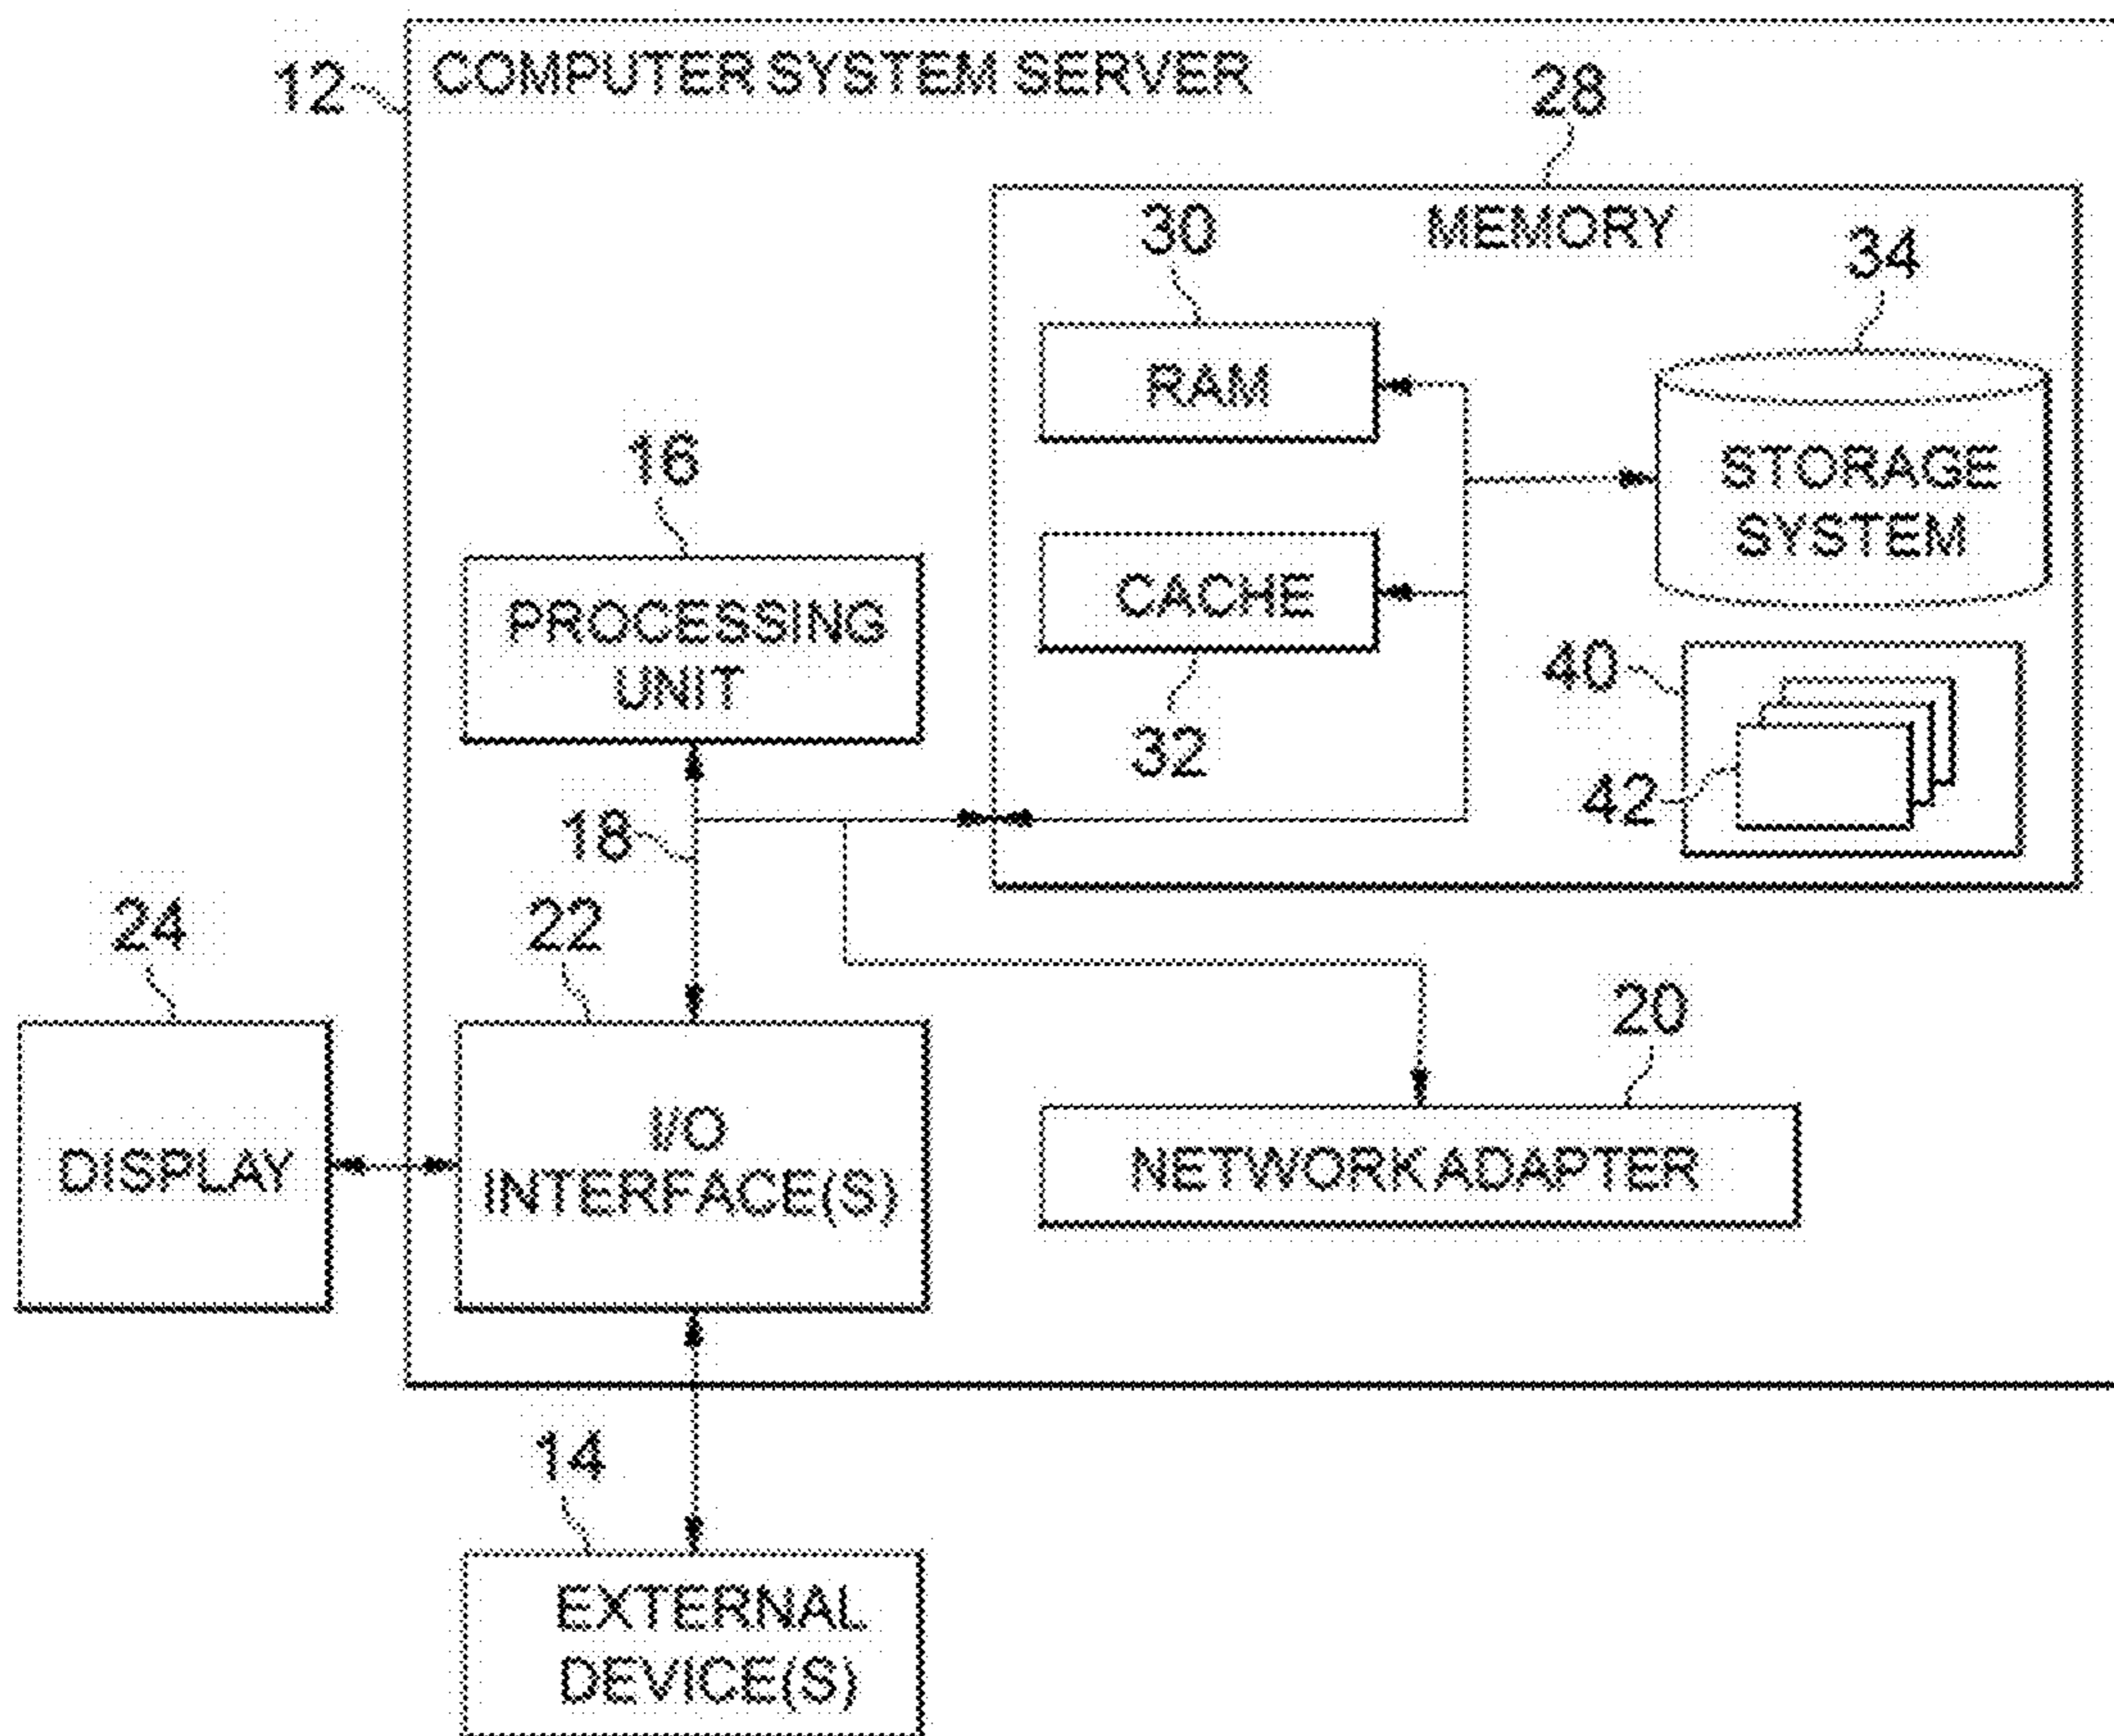 12
COMPUTER SYSTEM SERVER
28
MEMORY
30
34
RAM
STORAGE
SYSTEM
16
PROCESSING
UNIT
CACHE
32
40
42
18
24
22
20
DISPLAY
I/O
INTERFACE(S)
NETWORK ADAPTER
14
EXTERNAL
DEVICE(S)